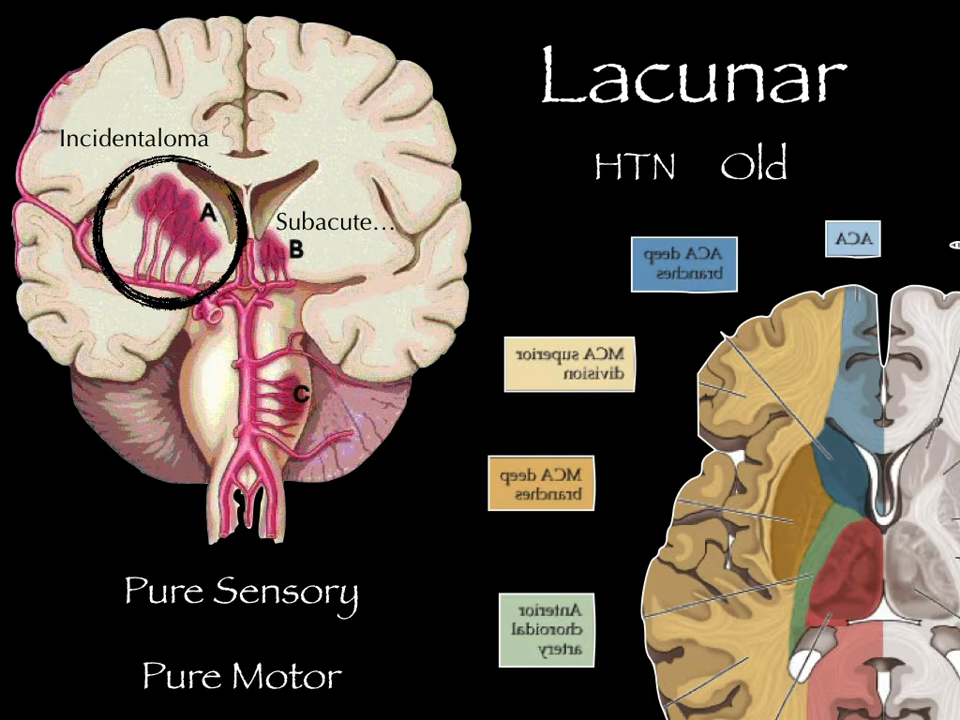 Lacunar
HTN Old
Incidentaloma
A
Subacute...
B
C
Pure Sensory
Pure Motor
ACA
ACA deep
branches
MCA superior
division
MCA deep
branches
Anterior
choroidal
artery